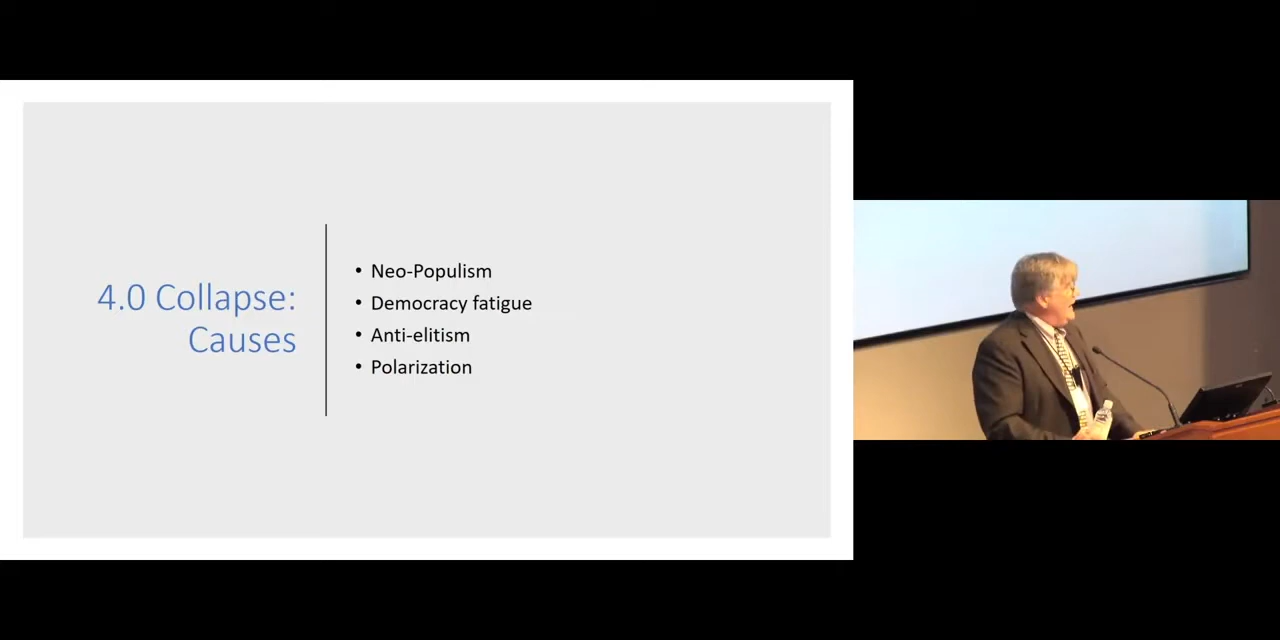 4.0 Collapse:
Causes
• Neo-Populism
• Democracy fatigue
• Anti-elitism
• Polarization